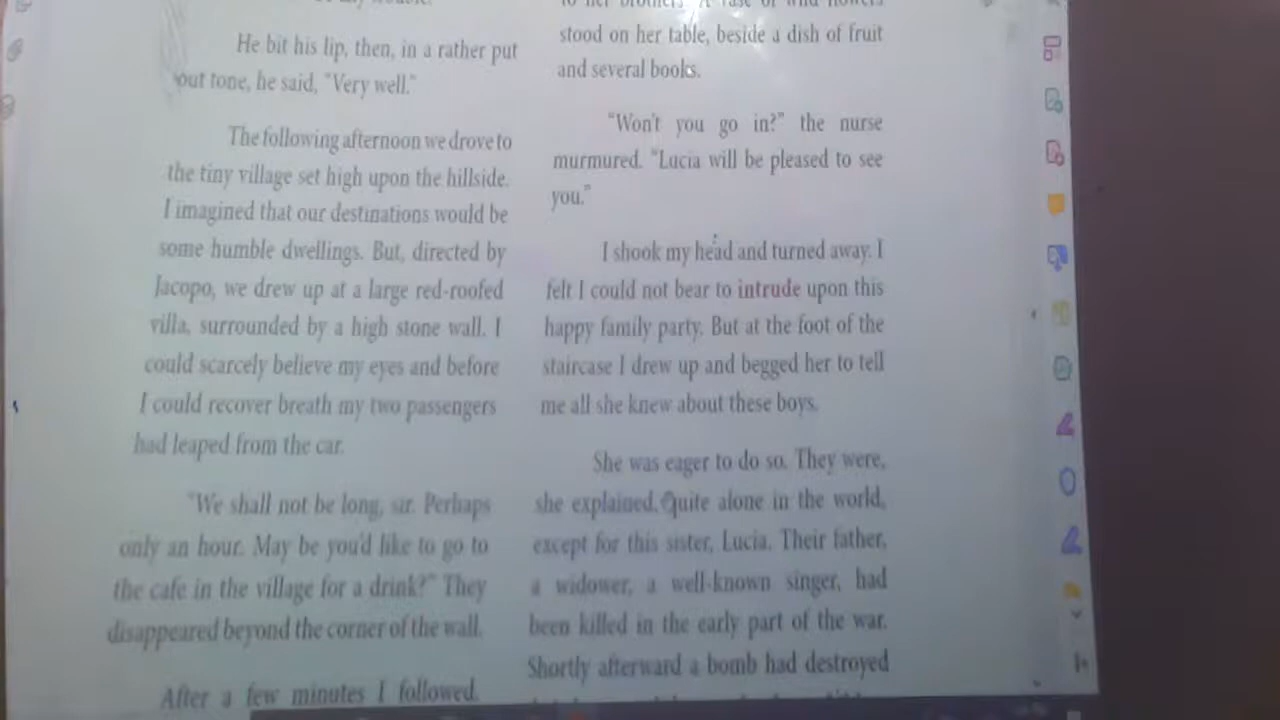 He bit his lip, then, in a rather put
out tone, he said, "Very well."
The following afternoon we drove to
the tiny village set high upon the hillside.
I imagined that our destinations would be
some humble dwellings. But, directed by
Jacopo, we drew up at a large red-roofed
villa, surrounded by a high stone wall. I
could scarcely believe my eyes and before
I could recover breath my two passengers
had leaped from the car.
"We shall not be long, sir. Perhaps
only an hour. May be you'd like to go to
the cafe in the village for a drink?" They
disappeared beyond the corner of the wall.
After a few minutes I followed.
stood on her table, beside a dish of fruit
and several books.
"Won't you go in?" the nurse
murmured. "Lucia will be pleased to see
you."
I shook my head and turned away. I
felt I could not bear to intrude upon this
happy family party. But at the foot of the
staircase I drew up and begged her to tell
me all she knew about these boys.
She was eager to do so. They were,
she explained, Quite alone in the world,
except for this sister, Lucia. Their father,
a widower, a well-known singer, had
been killed in the early part of the war.
Shortly afterward a bomb had destroyed